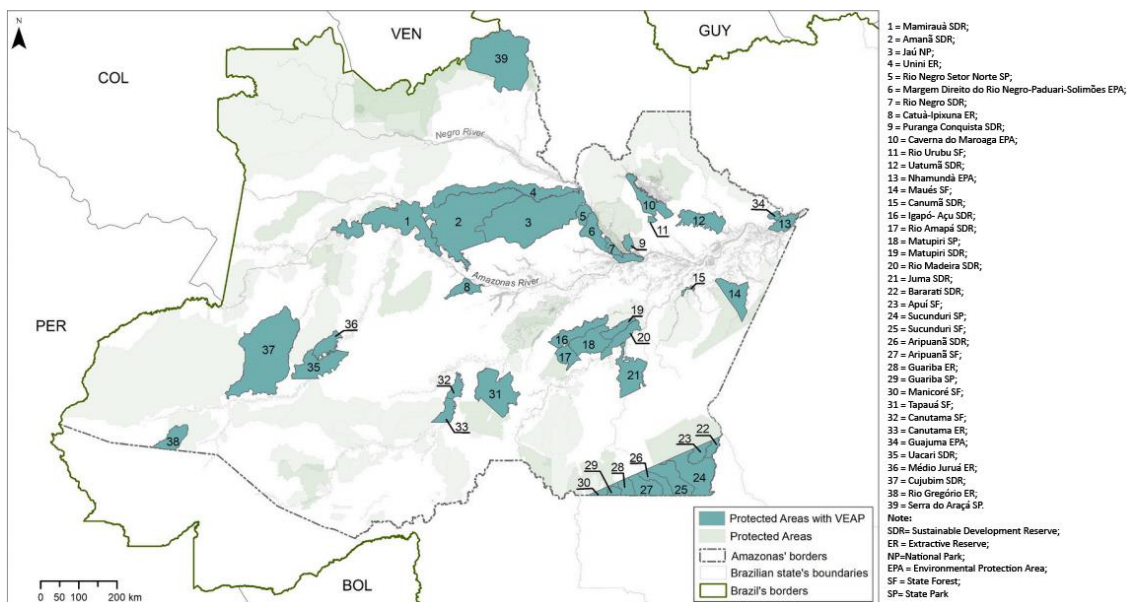 N
COL
VEN
GUY
PER
BOL
Negro River
Amazonas River
39
4
1
2
3
5
6
7
9
10
11
12
34
13
8
15
14
36
37
35
16
17
18
19
20
21
32
31
33
38
22
23
24
25
26
27
28
29
30
0 50 100 200 km
Protected Areas with VEAP
Protected Areas
Amazonas' borders
Brazilian state's boundaries
Brazil's borders
1 = Mamirauà SDR;
2 = Amanã SDR;
3 = Jaú NP;
4 = Unini ER;
5 = Rio Negro Setor Norte SP;
6 = Margem Direito do Rio Negro-Paduari-Solimões EPA;
7 = Rio Negro SDR;
8 = Catuà-Ipixuna ER;
9 = Puranga Conquista SDR;
10 = Caverna do Maroaga EPA;
11 = Rio Urubu SF;
12 = Uatumã SDR;
13 = Nhamundà EPA;
14 = Maués SF;
15 = Canumã SDR;
16 = Igapó- Açu SDR;
17 = Rio Amapá SDR;
18 = Matupiri SP;
19 = Matupiri SDR;
20 = Rio Madeira SDR;
21 = Juma SDR;
22 = Bararati SDR;
23 = Apuí SF;
24 = Sucunduri SP;
25 = Sucunduri SF;
26 = Aripuanã SDR;
27 = Aripuanã SF;
28 = Guariba ER;
29 = Guariba SP;
30 = Manicoré SF;
31 = Tapauá SF;
32 = Canutama SF;
33 = Canutama ER;
34 = Guajuma EPA;
35 = Uacari SDR;
36 = Médio Juruá ER;
37 = Cujubim SDR;
38 = Rio Gregório ER;
39 = Serra do Araçá SP.
Note:
SDR= Sustainable Development Reserve;
ER = Extractive Reserve;
NP=National Park;
EPA = Environmental Protection Area;
SF = State Forest;
SP= State Park